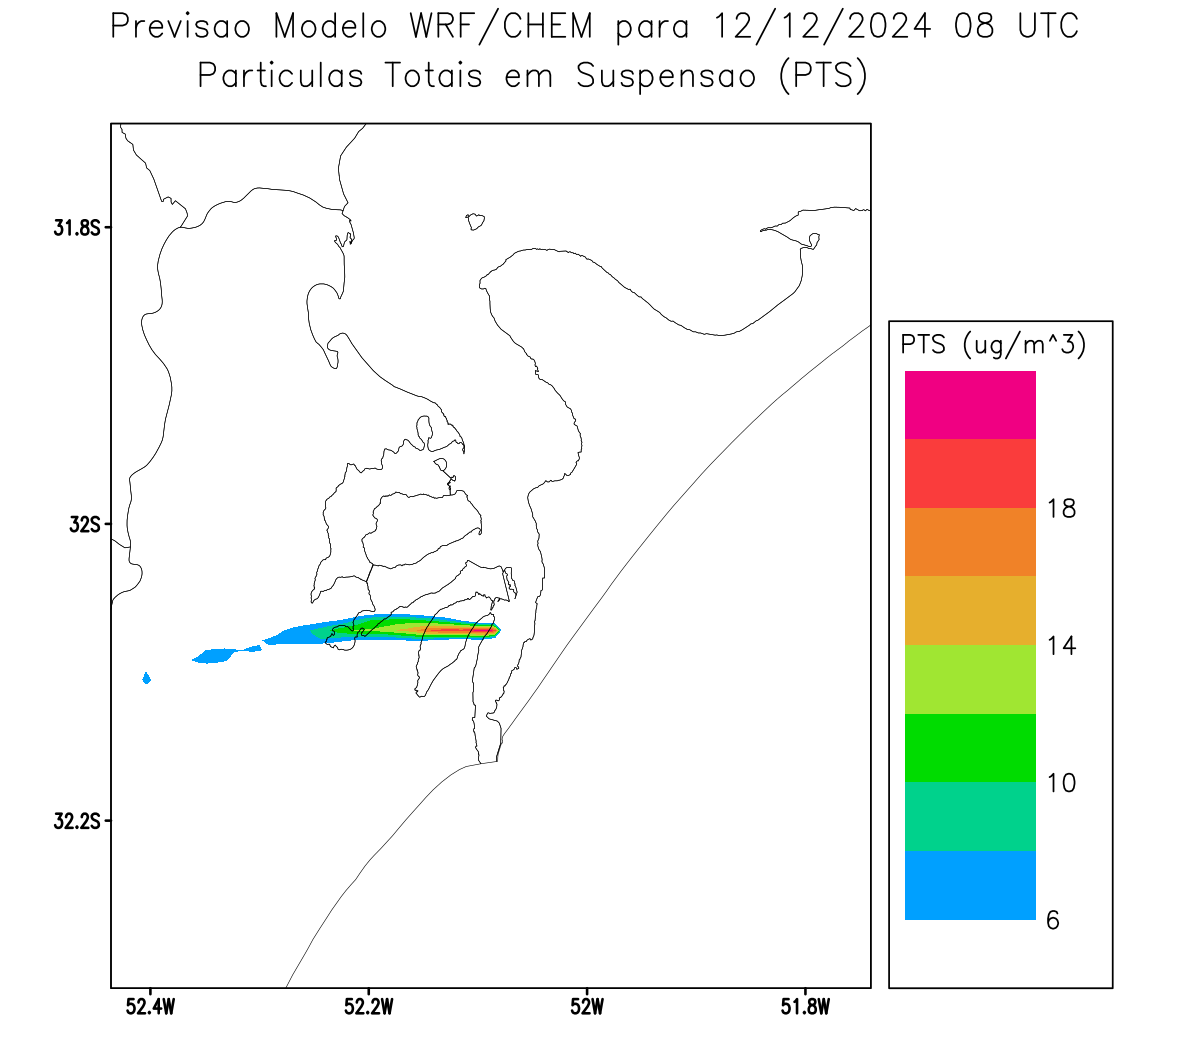 Previsao Modelo WRF/CHEM para 12/12/2024 08 UTC
Particulas Totais em Suspensao (PTS)
31.8S
32S
32.2S
52.4W
52.2W
52W
51.8W
PTS (ug/m^3)
18
14
10
6